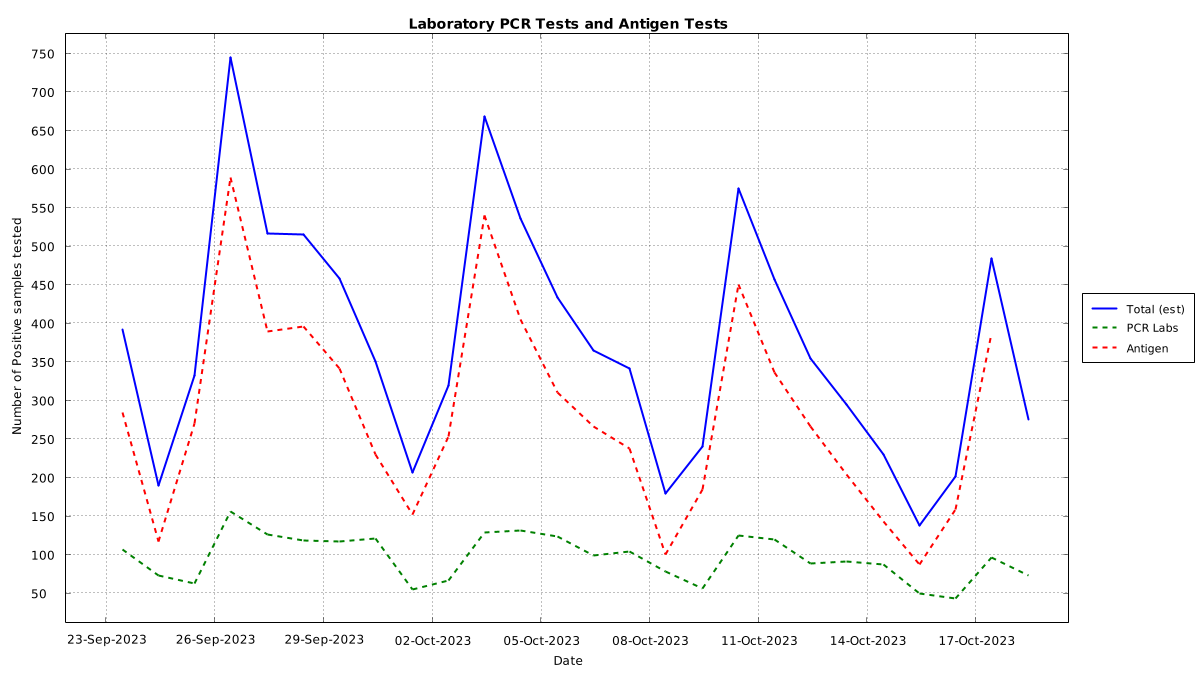 Laboratory PCR Tests and Antigen Tests
Number of Positive samples tested
750
700
650
600
550
500
450
400
350
300
250
200
150
100
50
23-Sep-2023 26-Sep-2023 29-Sep-2023 02-Oct-2023 05-Oct-2023 08-Oct-2023 11-Oct-2023 14-Oct-2023 17-Oct-2023
Date
Total (est)
PCR Labs
Antigen